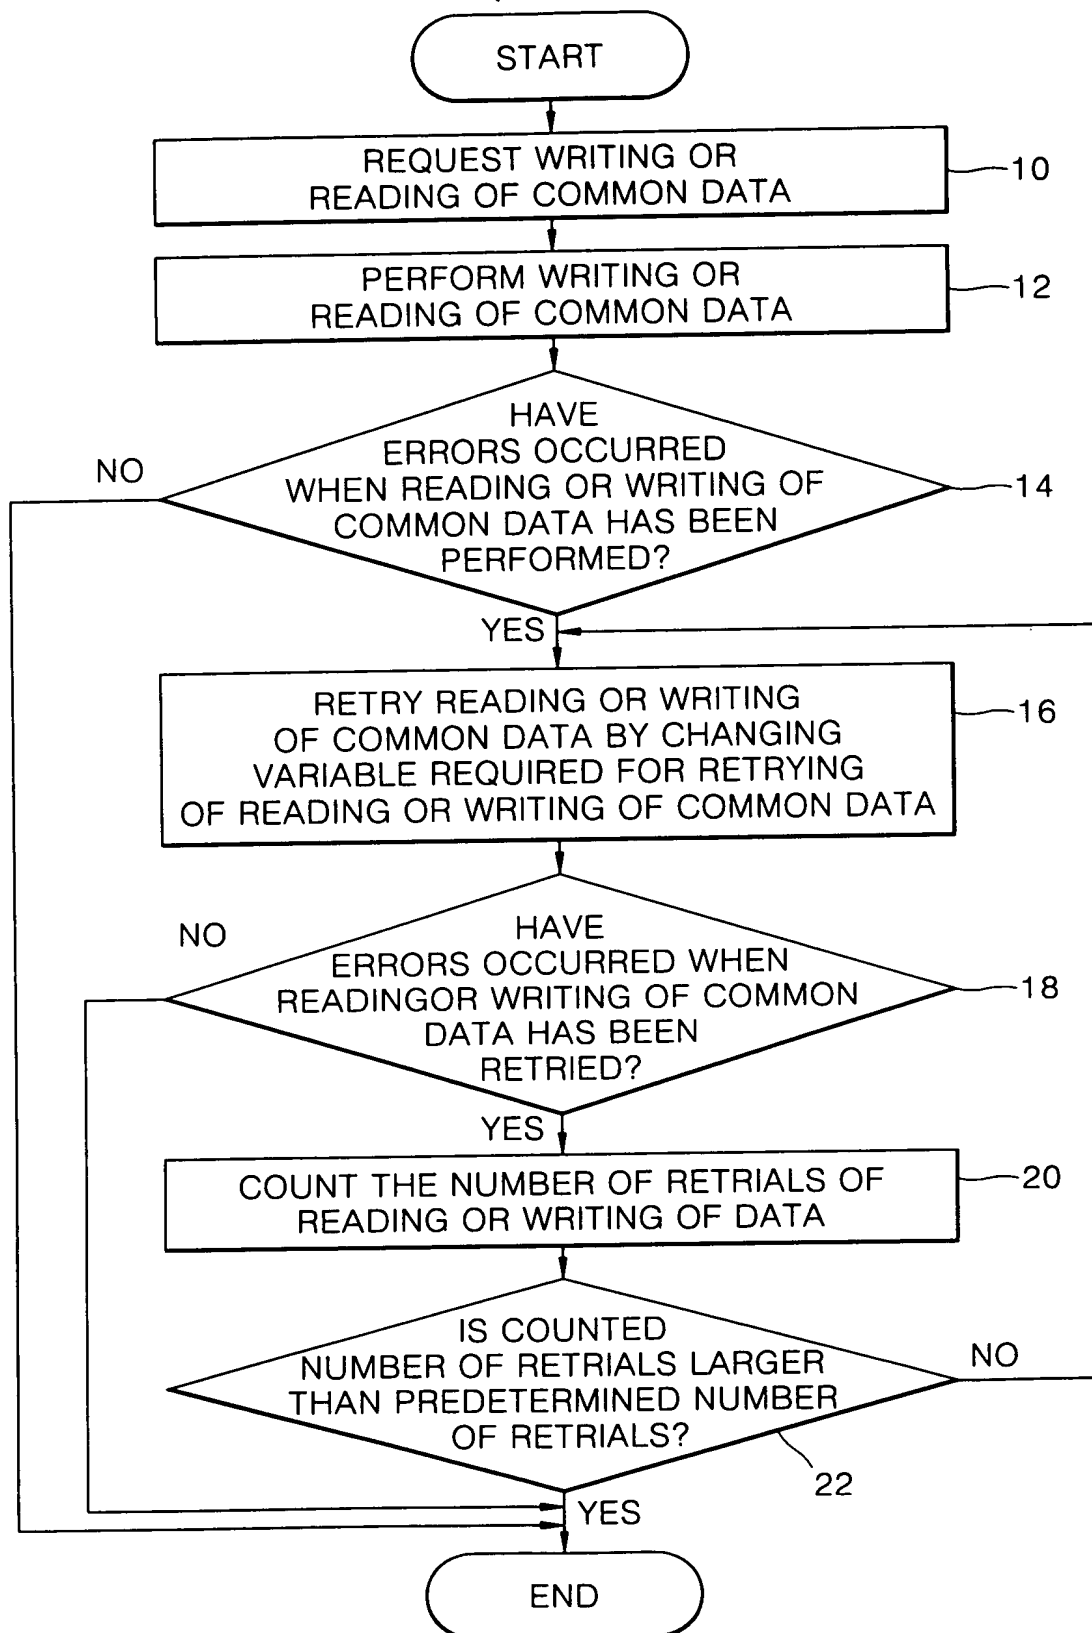 START
REQUEST WRITING OR
READING OF COMMON DATA
10
PERFORM WRITING OR
READING OF COMMON DATA
12
HAVE
ERRORS OCCURRED
WHEN READING OR WRITING OF
COMMON DATA HAS BEEN
PERFORMED?
NO
14
YES
RETRY READING OR WRITING
OF COMMON DATA BY CHANGING
VARIABLE REQUIRED FOR RETRYING
OF READING OR WRITING OF COMMON DATA
16
NO
HAVE
ERRORS OCCURRED WHEN
READINGOR WRITING OF COMMON
DATA HAS BEEN
RETRIED?
18
YES
COUNT THE NUMBER OF RETRIALS OF
READING OR WRITING OF DATA
20
IS COUNTED
NUMBER OF RETRIALS LARGER
THAN PREDETERMINED NUMBER
OF RETRIALS?
NO
22
YES
END